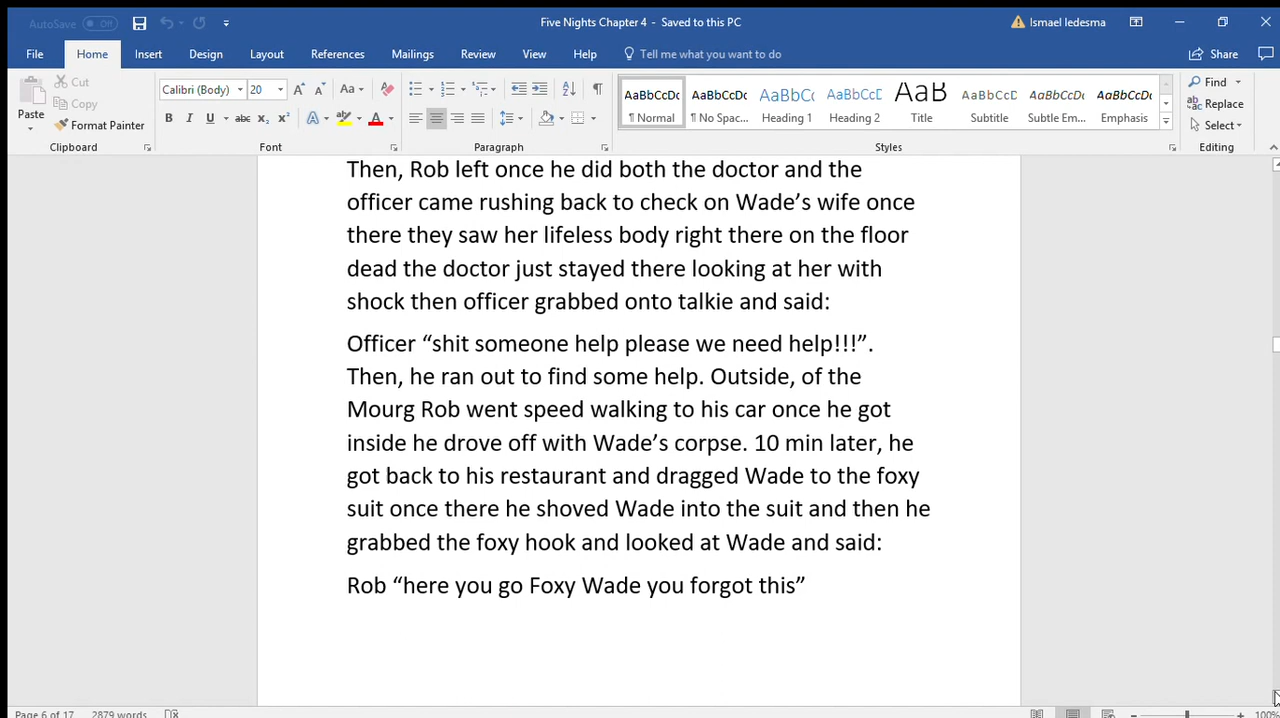 AutoSave Off
Five Nights Chapter 4 - Saved to this PC
Ismael ledesma
File Home Insert Design Layout References Mailings Review View Help Tell me what you want to do Share
Paste
Cut
Copy
Format Painter
Calibri (Body) 20
AaBbCcDc AaBbCcDc AaBbCc AaBbCcD AaB AaBbCcD AaBbCcDc AaBbCcDc
¶ Normal ¶ No Spac... Heading 1 Heading 2 Title Subtitle Subtle Em... Emphasis
Find
Replace
Select
Clipboard Font Paragraph Styles Editing
Then, Rob left once he did both the doctor and the
officer came rushing back to check on Wade’s wife once
there they saw her lifeless body right there on the floor
dead the doctor just stayed there looking at her with
shock then officer grabbed onto talkie and said:
Officer “shit someone help please we need help!!!”.
Then, he ran out to find some help. Outside, of the
Mourg Rob went speed walking to his car once he got
inside he drove off with Wade’s corpse. 10 min later, he
got back to his restaurant and dragged Wade to the foxy
suit once there he shoved Wade into the suit and then he
grabbed the foxy hook and looked at Wade and said:
Rob “here you go Foxy Wade you forgot this”
Page 6 of 17 2879 words 100%